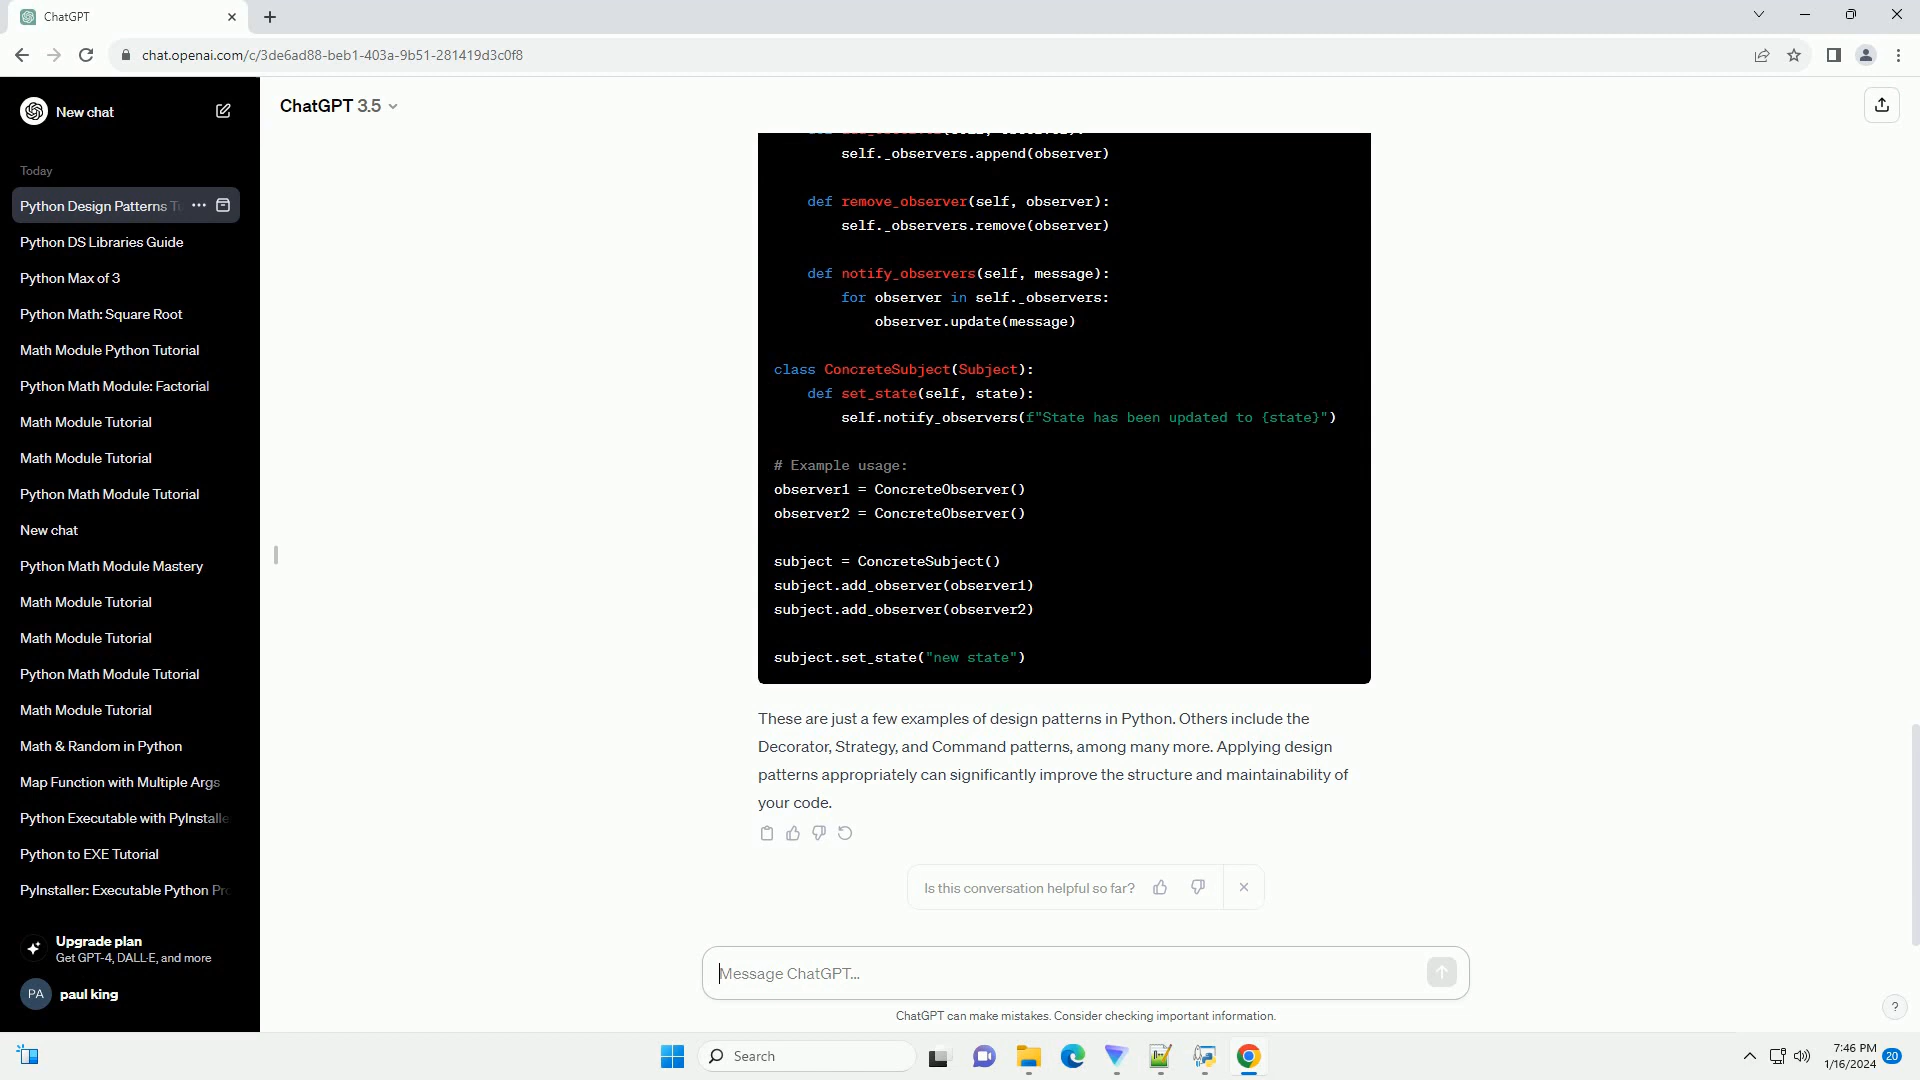 ChatGPT
chat.openai.com/c/3de6ad88-beb1-403a-9b51-281419d3c0f8
New chat
Today
Python Design Patterns Tu
Python DS Libraries Guide
Python Max of 3
Python Math: Square Root
Math Module Python Tutorial
Python Math Module: Factorial
Math Module Tutorial
Math Module Tutorial
Python Math Module Tutorial
New chat
Python Math Module Mastery
Math Module Tutorial
Math Module Tutorial
Python Math Module Tutorial
Math Module Tutorial
Math & Random in Python
Map Function with Multiple Args
Python Executable with PyInstalle
Python to EXE Tutorial
PyInstaller: Executable Python Pro
Upgrade plan
Get GPT-4, DALL·E, and more
PA paul king
ChatGPT 3.5
self._observers.append(observer)
def remove_observer(self, observer):
self._observers.remove(observer)
def notify_observers(self, message):
for observer in self._observers:
observer.update(message)
class ConcreteSubject(Subject):
def set_state(self, state):
self.notify_observers(f"State has been updated to {state}")
# Example usage:
observer1 = ConcreteObserver()
observer2 = ConcreteObserver()
subject = ConcreteSubject()
subject.add_observer(observer1)
subject.add_observer(observer2)
subject.set_state("new state")
These are just a few examples of design patterns in Python. Others include the
Decorator, Strategy, and Command patterns, among many more. Applying design
patterns appropriately can significantly improve the structure and maintainability of
your code.
Is this conversation helpful so far?
Message ChatGPT…
ChatGPT can make mistakes. Consider checking important information.
?
Search
7:46 PM
1/16/2024
20